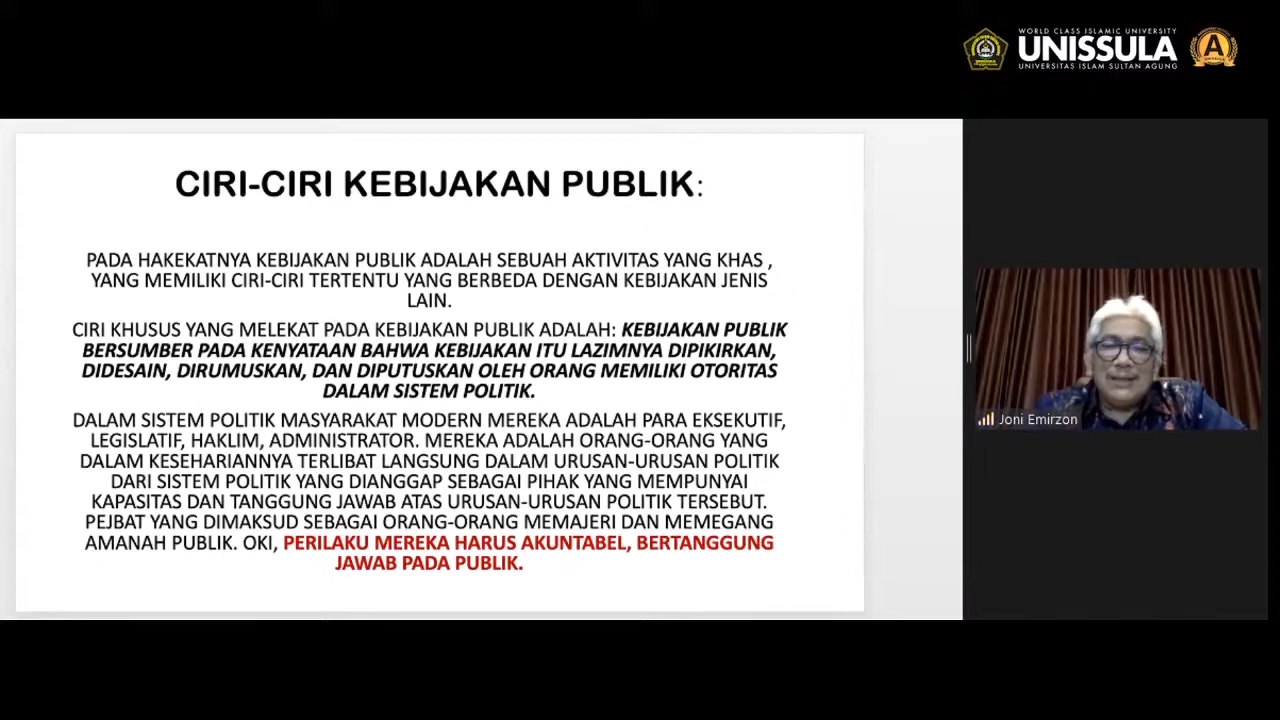 WORLD CLASS ISLAMIC UNIVERSITY
UNISSULA
UNIVERSITAS ISLAM SULTAN AGUNG
A
CIRI-CIRI KEBIJAKAN PUBLIK:
PADA HAKEKATNYA KEBIJAKAN PUBLIK ADALAH SEBUAH AKTIVITAS YANG KHAS ,
YANG MEMILIKI CIRI-CIRI TERTENTU YANG BERBEDA DENGAN KEBIJAKAN JENIS
LAIN.
CIRI KHUSUS YANG MELEKAT PADA KEBIJAKAN PUBLIK ADALAH: KEBIJAKAN PUBLIK
BERSUMBER PADA KENYATAAN BAHWA KEBIJAKAN ITU LAZIMNYA DIPIKIRKAN,
DIDESAIN, DIRUMUSKAN, DAN DIPUTUSKAN OLEH ORANG MEMILIKI OTORITAS
DALAM SISTEM POLITIK.
DALAM SISTEM POLITIK MASYARAKAT MODERN MEREKA ADALAH PARA EKSEKUTIF,
LEGISLATIF, HAKLIM, ADMINISTRATOR. MEREKA ADALAH ORANG-ORANG YANG
DALAM KESEHARIANNYA TERLIBAT LANGSUNG DALAM URUSAN-URUSAN POLITIK
DARI SISTEM POLITIK YANG DIANGGAP SEBAGAI PIHAK YANG MEMPUNYAI
KAPASITAS DAN TANGGUNG JAWAB ATAS URUSAN-URUSAN POLITIK TERSEBUT.
PEJBAT YANG DIMAKSUD SEBAGAI ORANG-ORANG MEMAJERI DAN MEMEGANG
AMANAH PUBLIK. OKI, PERILAKU MEREKA HARUS AKUNTABEL, BERTANGGUNG
JAWAB PADA PUBLIK.
Joni Emirzon